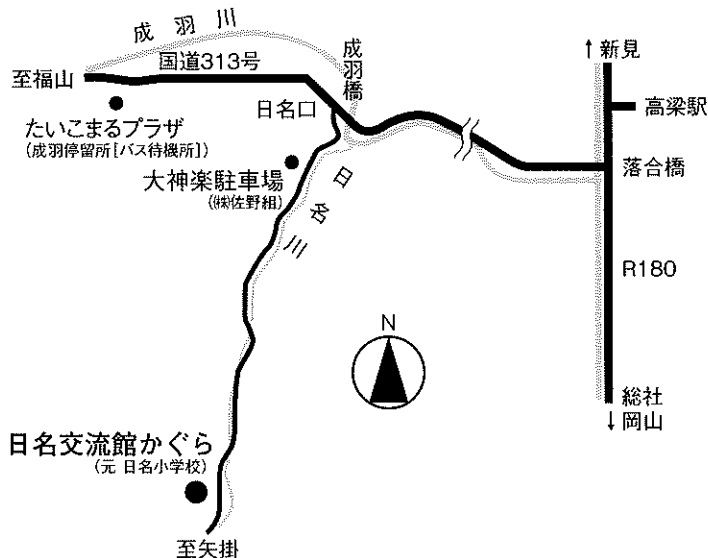 成羽川
国道313号
成羽橋
↑新見
至福山
日名口
高梁駅
たいこまるプラザ
(成羽停留所[バス待機所])
大神楽駐車場
(㈱佐野組)
落合橋
日名川
R180
N
総社
↓岡山
日名交流館かぐら
(元 日名小学校)
至矢掛